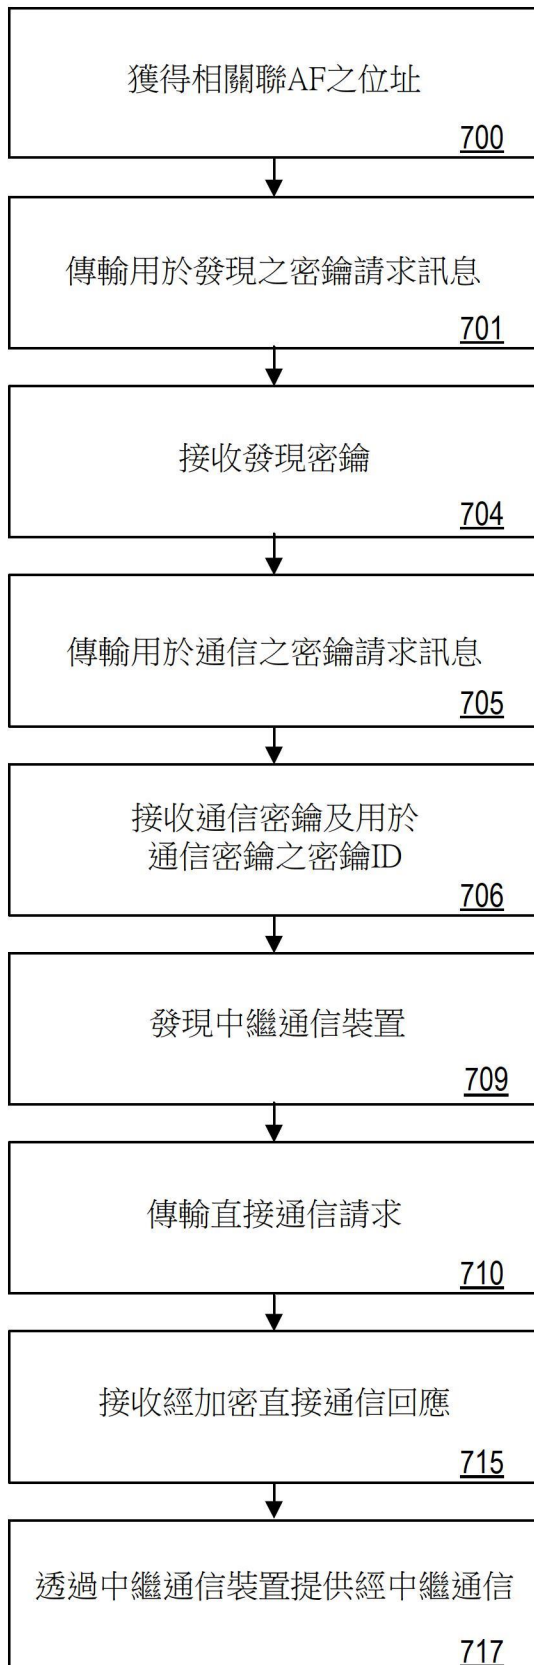 獲得相關聯AF之位址
700
傳輸用於發現之密鑰請求訊息
701
接收發現密鑰
704
傳輸用於通信之密鑰請求訊息
705
接收通信密鑰及用於
通信密鑰之密鑰ID
706
發現中繼通信裝置
709
傳輸直接通信請求
710
接收經加密直接通信回應
715
透過中繼通信裝置提供經中繼通信
717